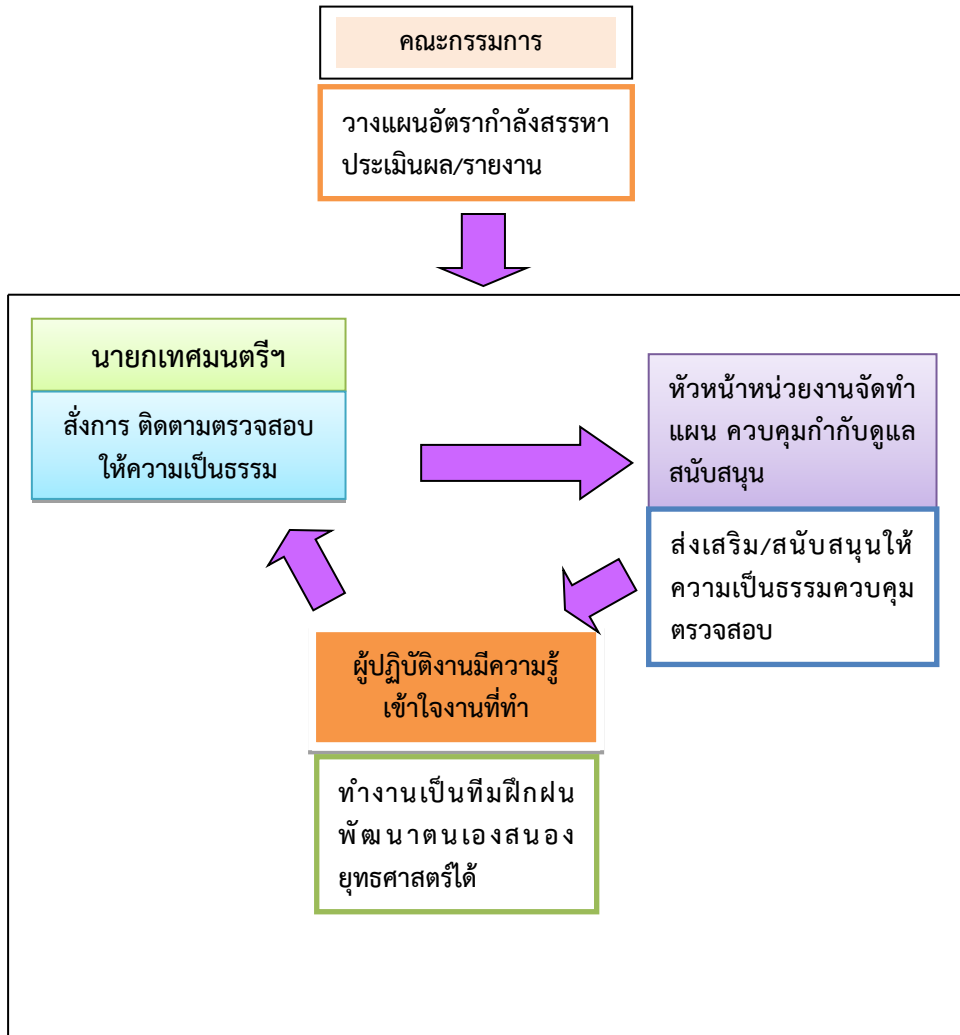 คณะกรรมการ
วางแผนอัตรากำลังสรรหา
ประเมินผล/รายงาน
นายกเทศมนตรีฯ
สั่งการ ติดตามตรวจสอบ
ให้ความเป็นธรรม
หัวหน้าหน่วยงานจัดทำ
แผน ควบคุมกำกับดูแล
สนับสนุน
ส่งเสริม/สนับสนุนให้
ความเป็นธรรมควบคุม
ตรวจสอบ
ผู้ปฏิบัติงานมีความรู้
เข้าใจงานที่ทำ
ทำงานเป็นทีมฝึกฝน
พัฒนาตนเองสนอง
ยุทธศาสตร์ได้